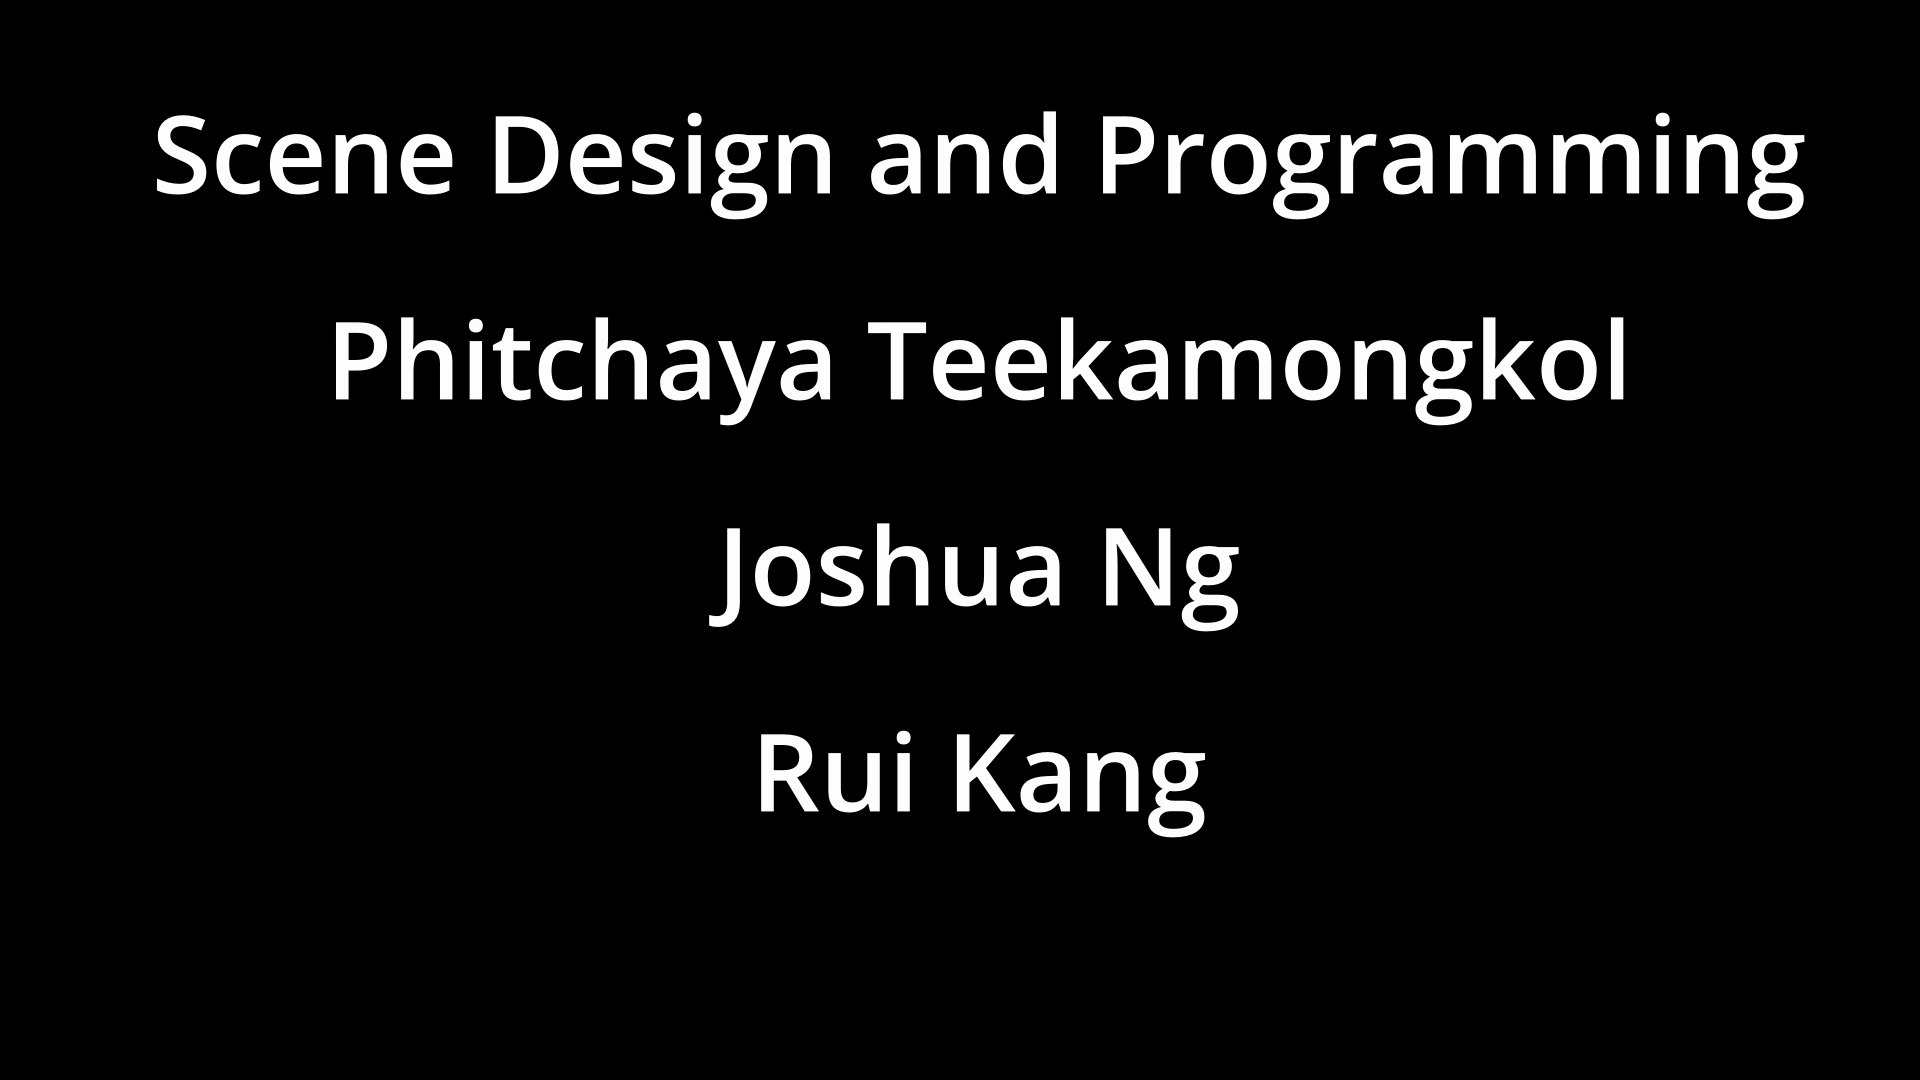 Scene Design and Programming
Phitchaya Teekamongkol
Joshua Ng
Rui Kang